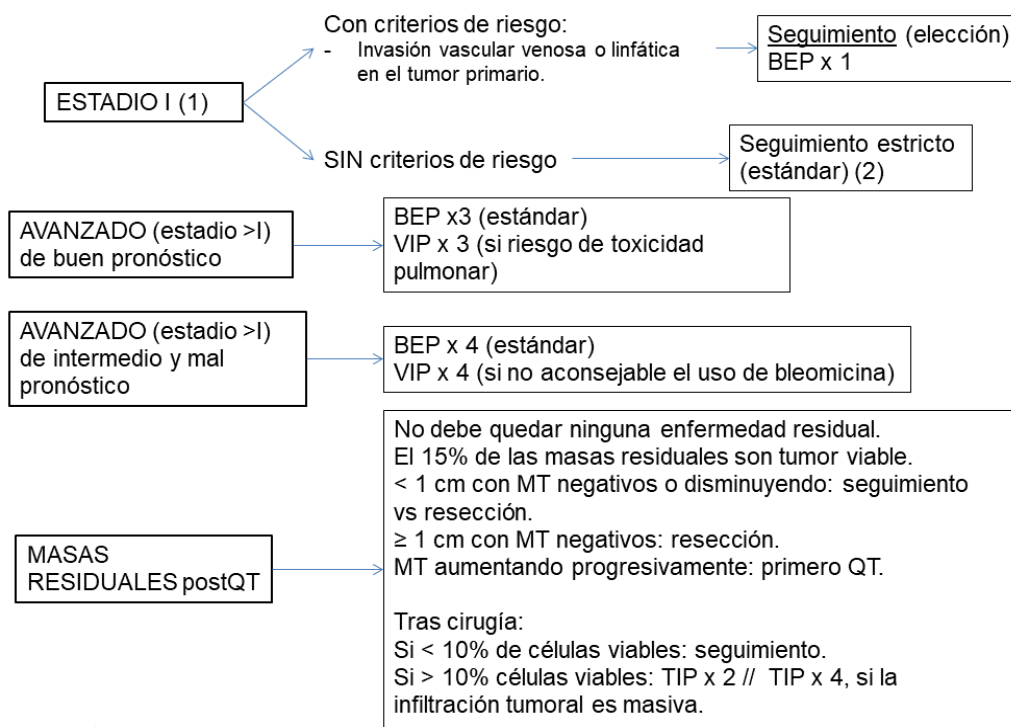 Con criterios de riesgo:
- Invasión vascular venosa o linfática
en el tumor primario.
Seguimiento (elección)
BEP x 1
ESTADIO I (1)
SIN criterios de riesgo
Seguimiento estricto
(estándar) (2)
AVANZADO (estadio >I)
de buen pronóstico
BEP x3 (estándar)
VIP x 3 (si riesgo de toxicidad
pulmonar)
AVANZADO (estadio >I)
de intermedio y mal
pronóstico
BEP x 4 (estándar)
VIP x 4 (si no aconsejable el uso de bleomicina)
MASAS
RESIDUALES postQT
No debe quedar ninguna enfermedad residual.
El 15% de las masas residuales son tumor viable.
< 1 cm con MT negativos o disminuyendo: seguimiento
vs resección.
≥ 1 cm con MT negativos: resección.
MT aumentando progresivamente: primero QT.
Tras cirugía:
Si < 10% de células viables: seguimiento.
Si > 10% células viables: TIP x 2 // TIP x 4, si la
infiltración tumoral es masiva.